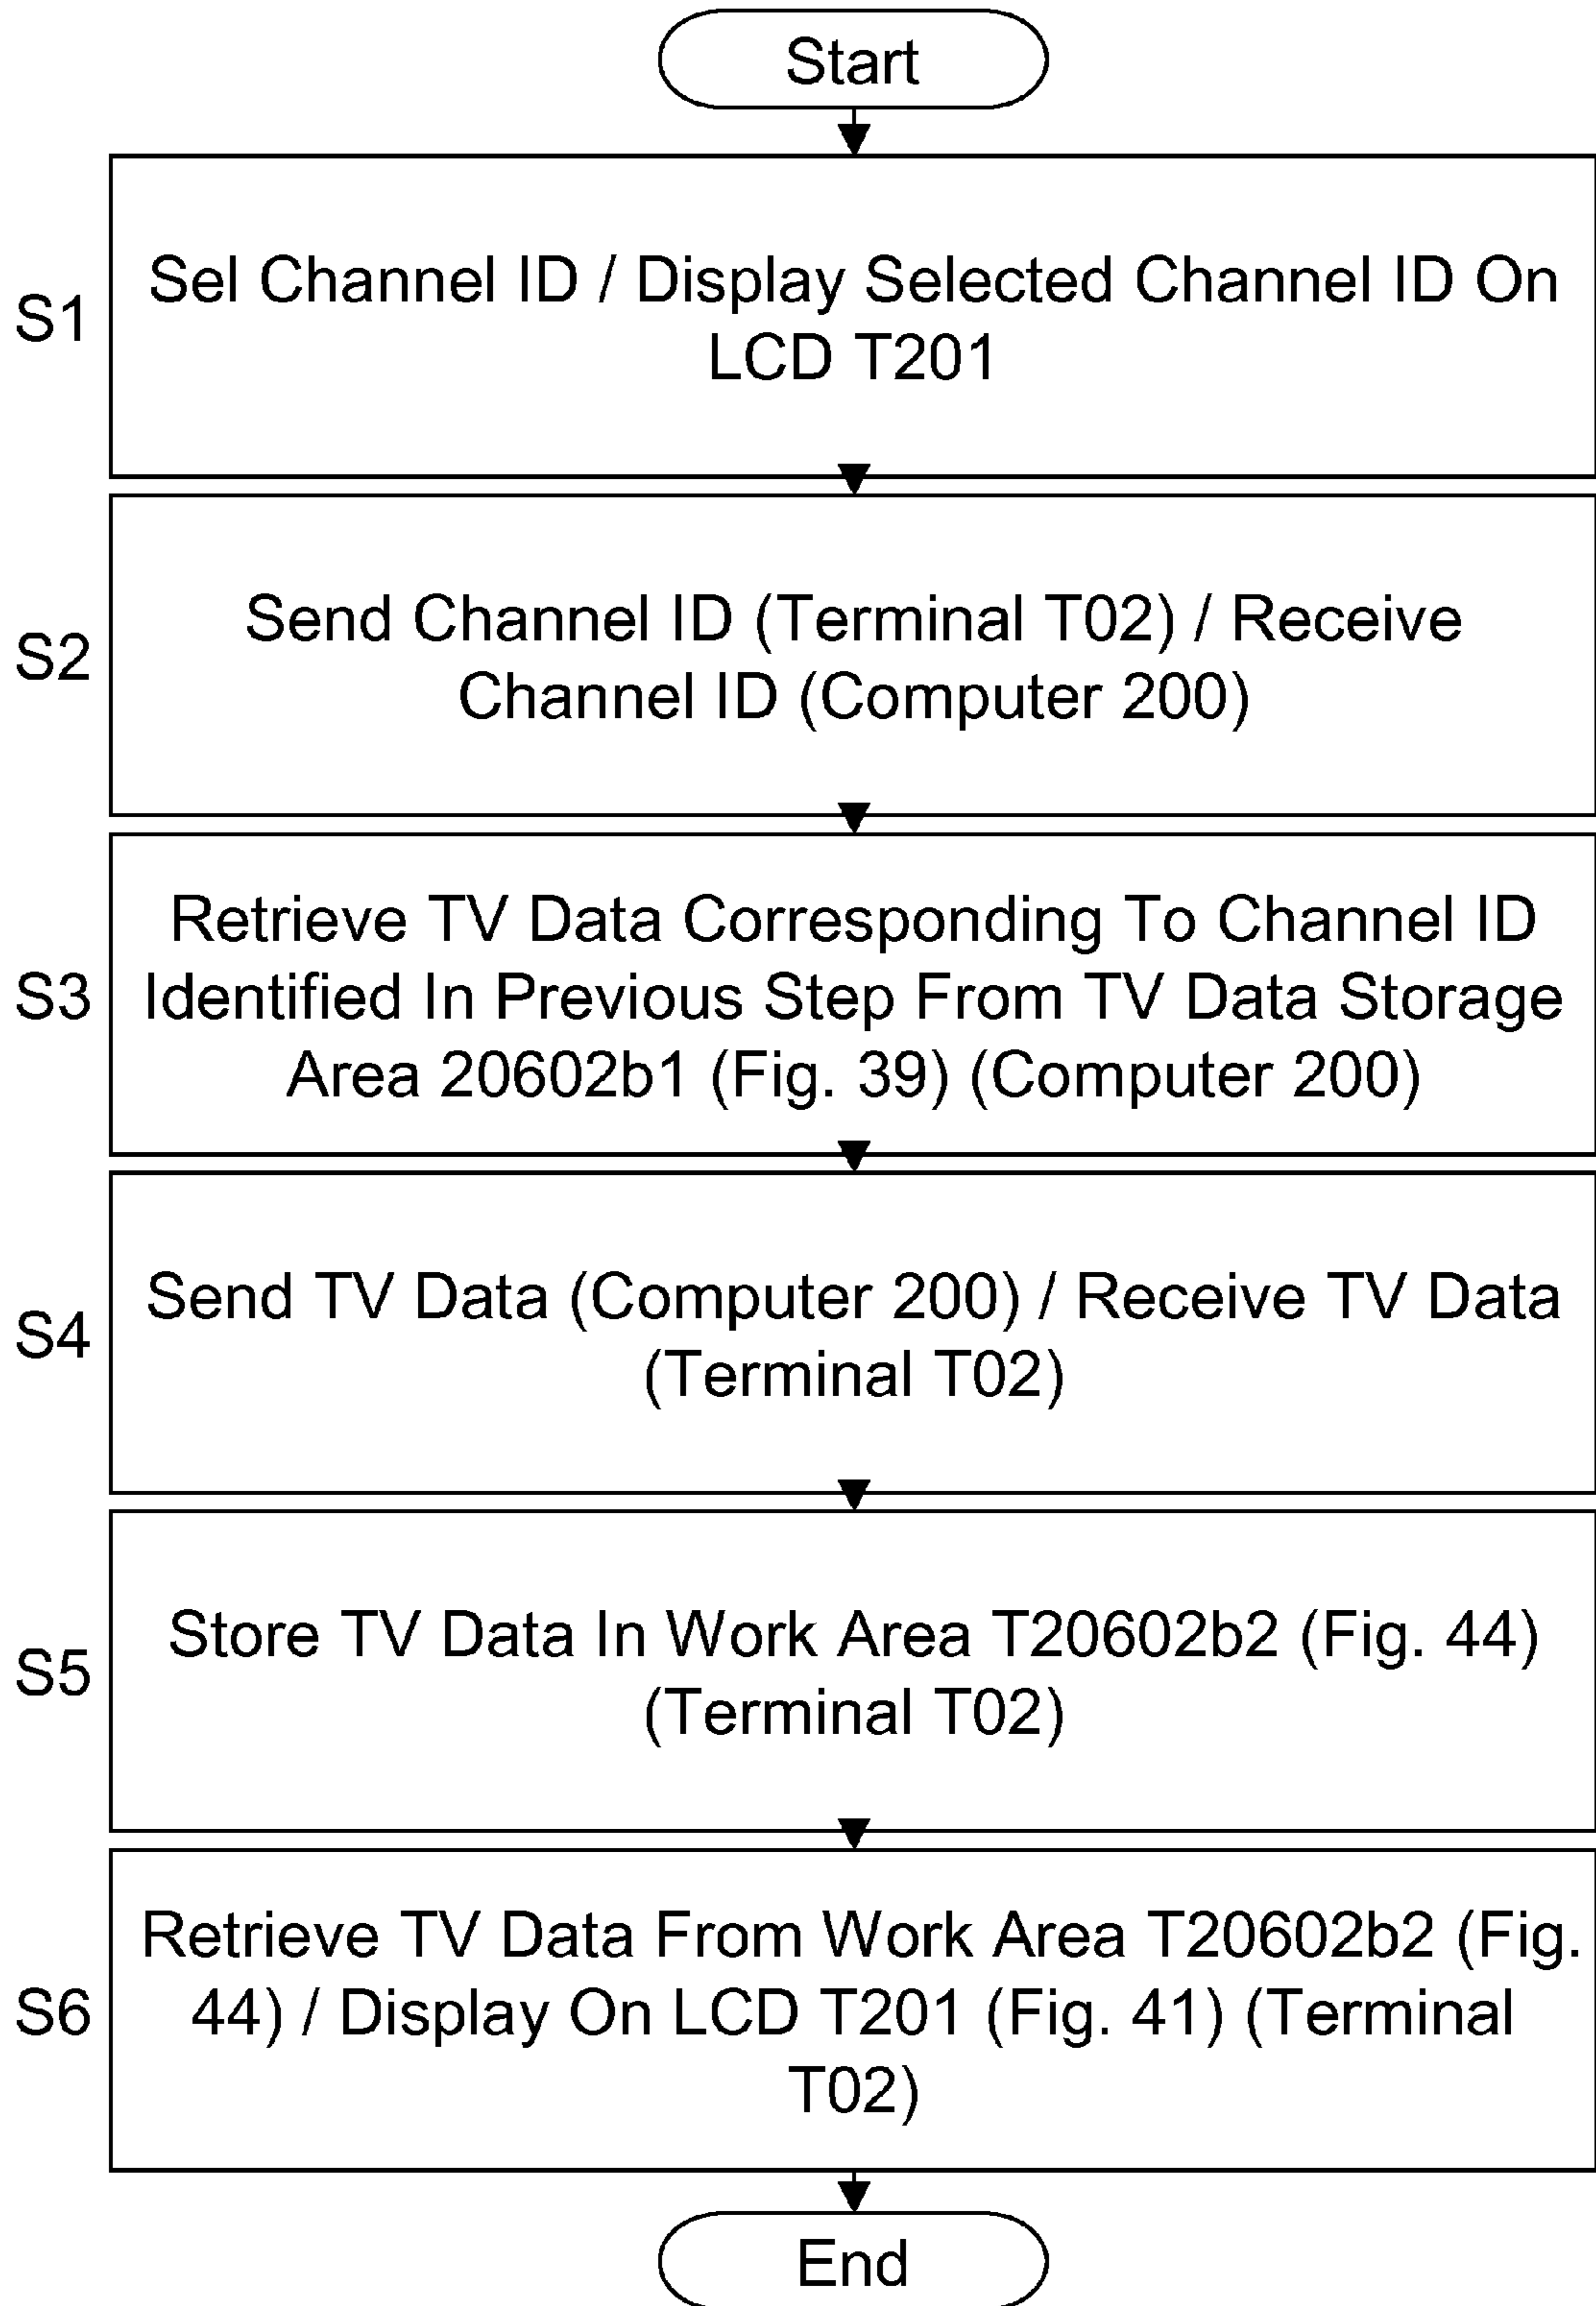 Start
S1
Sel Channel ID / Display Selected Channel ID On
LCD T201
S2
Send Channel ID (Terminal T02) / Receive
Channel ID (Computer 200)
S3
Retrieve TV Data Corresponding To Channel ID
Identified In Previous Step From TV Data Storage
Area 20602b1 (Fig. 39) (Computer 200)
S4
Send TV Data (Computer 200) / Receive TV Data
(Terminal T02)
S5
Store TV Data In Work Area T20602b2 (Fig. 44)
(Terminal T02)
S6
Retrieve TV Data From Work Area T20602b2 (Fig.
44) / Display On LCD T201 (Fig. 41) (Terminal
T02)
End